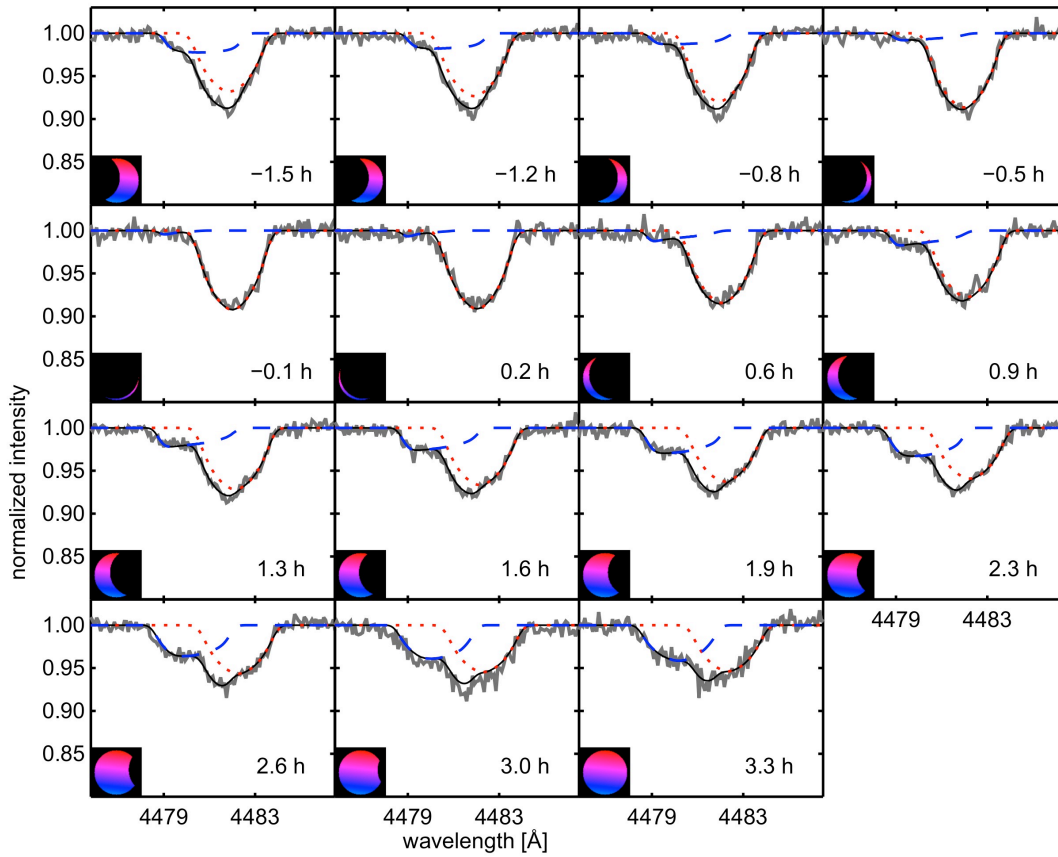 1.00
0.95
0.90
0.85
−1.5 h
−1.2 h
−0.8 h
−0.5 h
1.00
0.95
0.90
0.85
−0.1 h
0.2 h
0.6 h
0.9 h
normalized intensity
1.00
0.95
0.90
0.85
1.3 h
1.6 h
1.9 h
2.3 h
4479 4483
1.00
0.95
0.90
0.85
2.6 h
3.0 h
3.3 h
4479 4483 4479 4483 4479 4483
wavelength [Å]